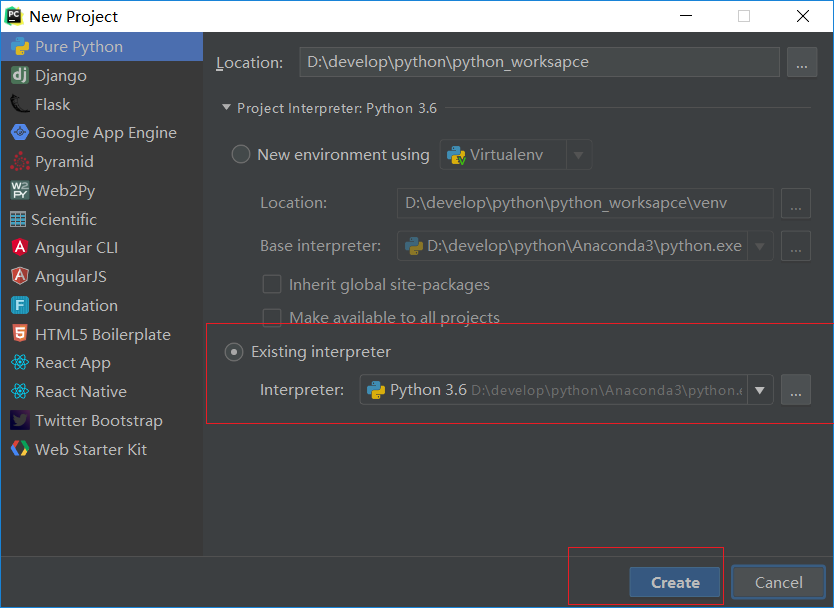 New Project
Pure Python
Django
Flask
Google App Engine
Pyramid
Web2Py
Scientific
Angular CLI
AngularJS
Foundation
HTML5 Boilerplate
React App
React Native
Twitter Bootstrap
Web Starter Kit
Location: D:\develop\python\python_worksapce ...
Project Interpreter: Python 3.6
New environment using Virtualenv
Location: D:\develop\python\python_worksapce\venv ...
Base interpreter: D:\develop\python\Anaconda3\python.exe ...
Inherit global site-packages
Make available to all projects
Existing interpreter
Interpreter: Python 3.6 D:\develop\python\Anaconda3\python.e ...
Create Cancel